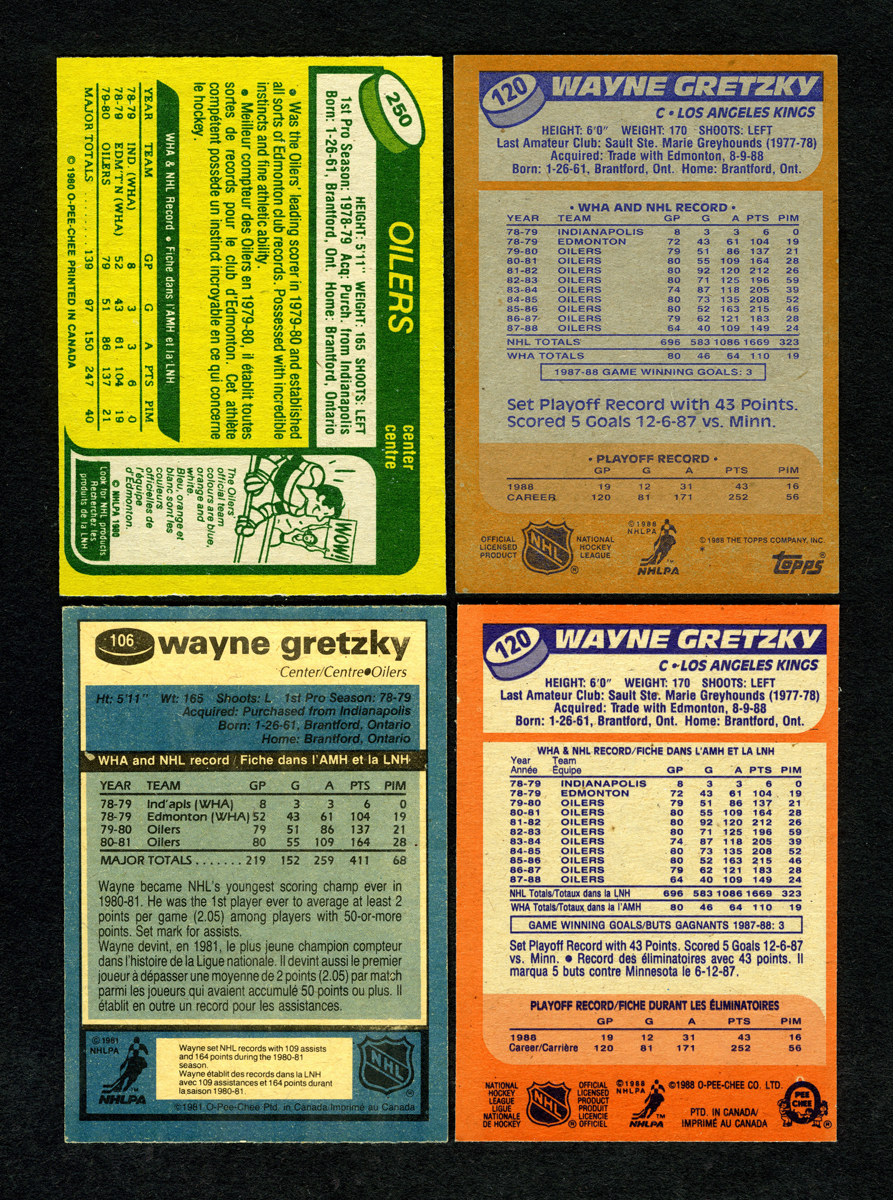 250
OILERS
center
centre
HEIGHT: 5'11" WEIGHT: 165 SHOOTS: LEFT
1st Pro Season: 1978-79 Acq: Purch. from Indianapolis
Born: 1-26-61, Brantford, Ont. Home: Brantford, Ontario
• Was the Oilers' leading scorer in 1979-80 and established
all sorts of Edmonton club records. Possessed with incredible
instincts and fine athletic ability.
• Meilleur compteur des Oilers en 1979-80, il établit toutes
sortes de records pour le club d'Edmonton. Cet athlète
compétent possède un instinct incroyable en ce qui concerne
le hockey.
WHA & NHL Record • Fiche dans l'AMH et la LNH
YEAR TEAM GP G A PTS PIM
78-79 IND. (WHA) 8 3 3 6 0
78-79 EDM'T'N (WHA) 52 43 61 104 19
79-80 OILERS 79 51 86 137 21
MAJOR TOTALS ........ 139 97 150 247 40
© 1980 O-PEE-CHEE PRINTED IN CANADA
WOW!
The Oilers'
official team
colours are blue,
orange and
white.
Bleu, orange et
blanc sont les
couleurs
officielles de
l'équipe
d'Edmonton.
© NHLPA 1980
Look for NHL products
Recherchez les
produits de la LNH
120
WAYNE GRETZKY
C • LOS ANGELES KINGS
HEIGHT: 6'0" WEIGHT: 170 SHOOTS: LEFT
Last Amateur Club: Sault Ste. Marie Greyhounds (1977-78)
Acquired: Trade with Edmonton, 8-9-88
Born: 1-26-61, Brantford, Ont. Home: Brantford, Ont.
• WHA AND NHL RECORD •
YEAR TEAM GP G A PTS PIM
78-79 INDIANAPOLIS 8 3 3 6 0
78-79 EDMONTON 72 43 61 104 19
79-80 OILERS 79 51 86 137 21
80-81 OILERS 80 55 109 164 28
81-82 OILERS 80 92 120 212 26
82-83 OILERS 80 71 125 196 59
83-84 OILERS 74 87 118 205 39
84-85 OILERS 80 73 135 208 52
85-86 OILERS 80 52 163 215 46
86-87 OILERS 79 62 121 183 28
87-88 OILERS 64 40 109 149 24
NHL TOTALS 696 583 1086 1669 323
WHA TOTALS 80 46 64 110 19
1987-88 GAME WINNING GOALS: 3
Set Playoff Record with 43 Points.
Scored 5 Goals 12-6-87 vs. Minn.
• PLAYOFF RECORD •
GP G A PTS PIM
1988 19 12 31 43 16
CAREER 120 81 171 252 56
OFFICIAL
LICENSED
PRODUCT
NHL
®
NATIONAL
HOCKEY
LEAGUE
© 1988
NHLPA
NHLPA
© 1988 THE TOPPS COMPANY, INC.
*
topps®
106
wayne gretzky
Center/Centre•Oilers
Ht: 5'11" Wt: 165 Shoots: L 1st Pro Season: 78-79
Acquired: Purchased from Indianapolis
Born: 1-26-61, Brantford, Ontario
Home: Brantford, Ontario
WHA and NHL record / Fiche dans l'AMH et la LNH
YEAR TEAM GP G A PTS PIM
78-79 Ind'apls (WHA) 8 3 3 6 0
78-79 Edmonton (WHA) 52 43 61 104 19
79-80 Oilers 79 51 86 137 21
80-81 Oilers 80 55 109 164 28
MAJOR TOTALS ....... 219 152 259 411 68
Wayne became NHL's youngest scoring champ ever in
1980-81. He was the 1st player ever to average at least 2
points per game (2.05) among players with 50-or-more
points. Set mark for assists.
Wayne devint, en 1981, le plus jeune champion compteur
dans l'histoire de la Ligue nationale. Il devint aussi le premier
joueur à dépasser une moyenne de 2 points (2.05) par match
parmi les joueurs qui avaient accumulé 50 points ou plus. Il
établit en outre un record pour les assistances.
© 1981
NHLPA
NHLPA
Wayne set NHL records with 109 assists
and 164 points during the 1980-81
season.
Wayne établit des records dans la LNH
avec 109 assistances et 164 points durant
la saison 1980-81.
NHL
®
© 1981 O-Pee-Chee Ptd. in Canada/Imprimé au Canada
120
WAYNE GRETZKY
C • LOS ANGELES KINGS
HEIGHT: 6'0" WEIGHT: 170 SHOOTS: LEFT
Last Amateur Club: Sault Ste. Marie Greyhounds (1977-78)
Acquired: Trade with Edmonton, 8-9-88
Born: 1-26-61, Brantford, Ont. Home: Brantford, Ont.
WHA & NHL RECORD/FICHE DANS L'AMH ET LA LNH
Year Team
Année Équipe GP G A PTS PIM
78-79 INDIANAPOLIS 8 3 3 6 0
78-79 EDMONTON 72 43 61 104 19
79-80 OILERS 79 51 86 137 21
80-81 OILERS 80 55 109 164 28
81-82 OILERS 80 92 120 212 26
82-83 OILERS 80 71 125 196 59
83-84 OILERS 74 87 118 205 39
84-85 OILERS 80 73 135 208 52
85-86 OILERS 80 52 163 215 46
86-87 OILERS 79 62 121 183 28
87-88 OILERS 64 40 109 149 24
NHL Totals/Totaux dans la LNH 696 583 1086 1669 323
WHA Totals/Totaux dans la l'AMH 80 46 64 110 19
GAME WINNING GOALS/BUTS GAGNANTS 1987-88: 3
Set Playoff Record with 43 Points. Scored 5 Goals 12-6-87
vs. Minn. • Record des éliminatoires avec 43 points. Il
marqua 5 buts contre Minnesota le 6-12-87.
PLAYOFF RECORD/FICHE DURANT LES ÉLIMINATOIRES
GP G A PTS PIM
1988 19 12 31 43 16
Career/Carrière 120 81 171 252 56
NATIONAL
HOCKEY
LEAGUE
LIGUE
NATIONALE
DE HOCKEY
NHL
®
OFFICIAL
LICENSED
PRODUCT
PRODUIT
LICENCIE
OFFICIEL
© 1988
NHLPA
NHLPA
©1988 O-PEE-CHEE CO. LTD.
PTD. IN CANADA/
IMPRIMÉ AU CANADA
O
PEE
CHEE
®